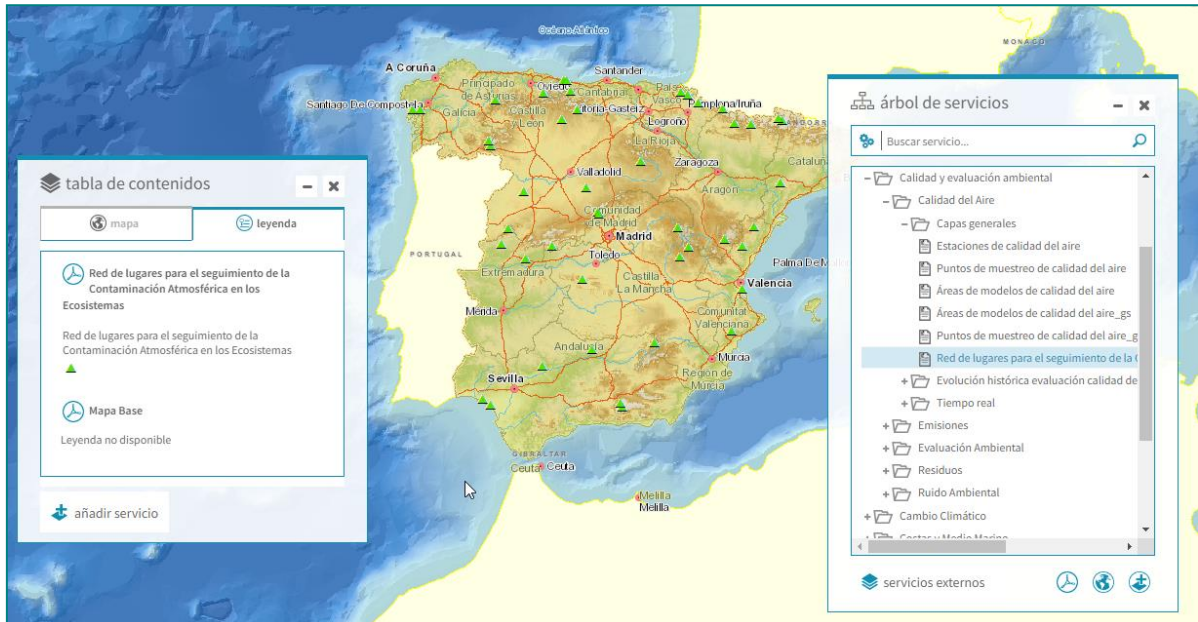 Océano Atlántico
MONACO
A Coruña
Santander
Principado
de Asturias
Oviedo
Cantabria
País
Vasco
Pamplona/Iruña
Santiago De Compostela
Galicia
Castilla
y León
Vitoria-Gasteiz
Logroño
La Rioja
ANDORR
Zaragoza
Cataluñ
Valladolid
Aragón
Comunidad
de Madrid
Madrid
PORTUGAL
Toledo
Palma De M
Extremadura
Castilla
La Mancha
Valencia
Mérida
Comunitat
Valenciana
Andalucía
Murcia
Región de
Murcia
Sevilla
GIBRALTAR
Ceuta
Ceuta
Melilla
Melilla
tabla de contenidos
mapa
leyenda
Red de lugares para el seguimiento de la
Contaminación Atmosférica en los
Ecosistemas
Red de lugares para el seguimiento de la
Contaminación Atmosférica en los Ecosistemas
Mapa Base
Leyenda no disponible
añadir servicio
árbol de servicios
Buscar servicio...
Calidad y evaluación ambiental
Calidad del Aire
Capas generales
Estaciones de calidad del aire
Puntos de muestreo de calidad del aire
Áreas de modelos de calidad del aire
Áreas de modelos de calidad del aire_gs
Puntos de muestreo de calidad del aire_g
Red de lugares para el seguimiento de la C
Evolución histórica evaluación calidad de
Tiempo real
Emisiones
Evaluación Ambiental
Residuos
Ruido Ambiental
Cambio Climático
Costas y Medio Marino
servicios externos